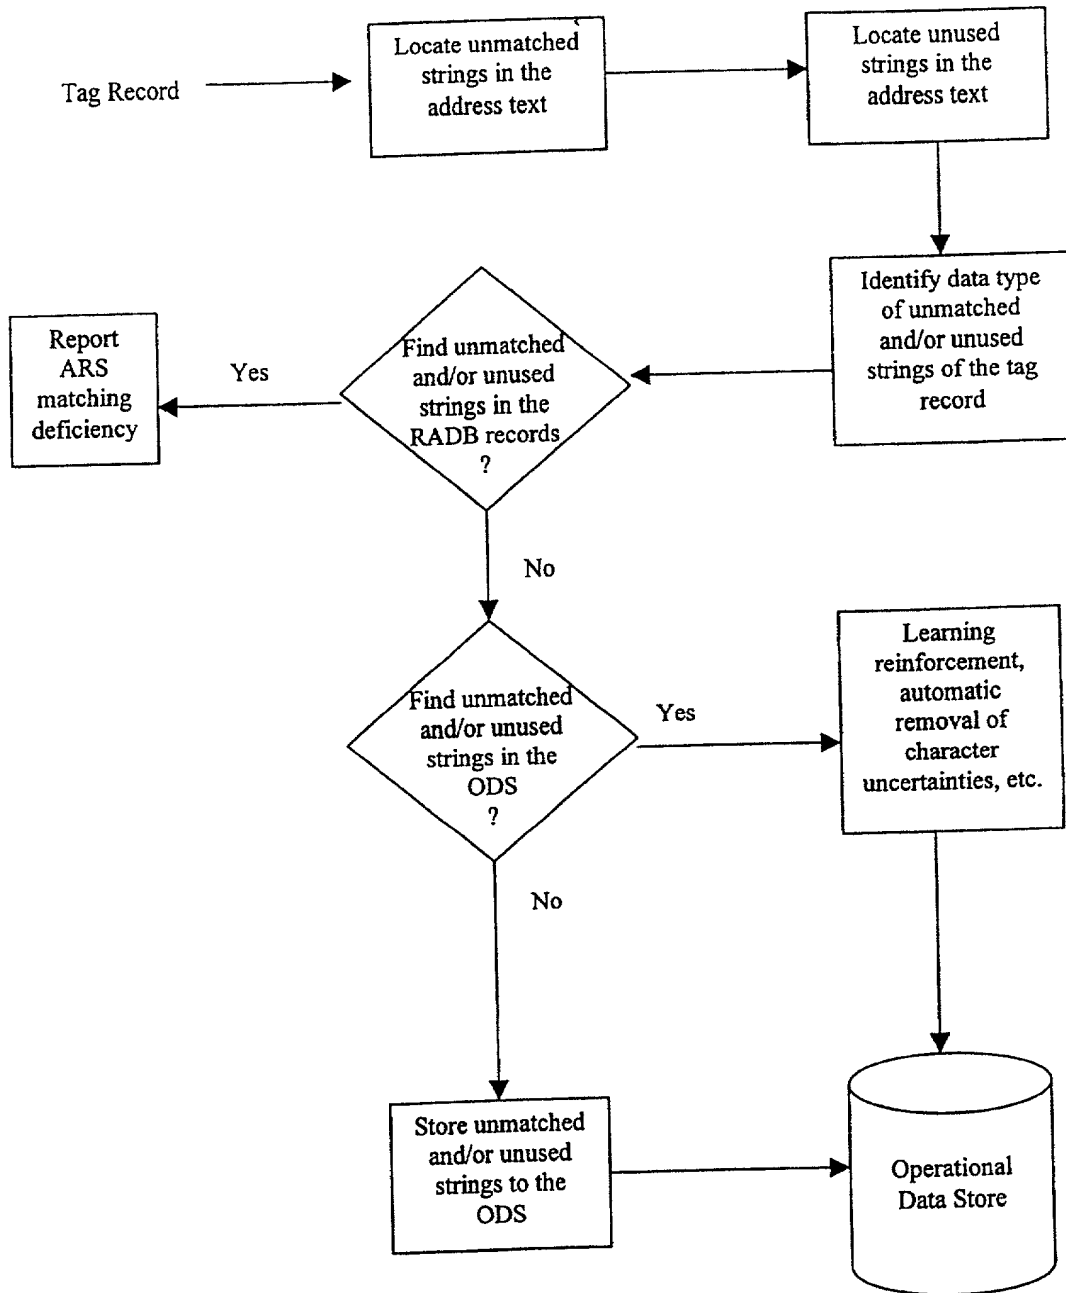 Tag Record
Locate unmatched
strings in the
address text
Locate unused
strings in the
address text
Identify data type
of unmatched
and/or unused
strings of the tag
record
Find unmatched
and/or unused
strings in the
RADB records
?
Yes
Report
ARS
matching
deficiency
No
Find unmatched
and/or unused
strings in the
ODS
?
Yes
Learning
reinforcement,
automatic
removal of
character
uncertainties, etc.
No
Store unmatched
and/or unused
strings to the
ODS
Operational
Data Store